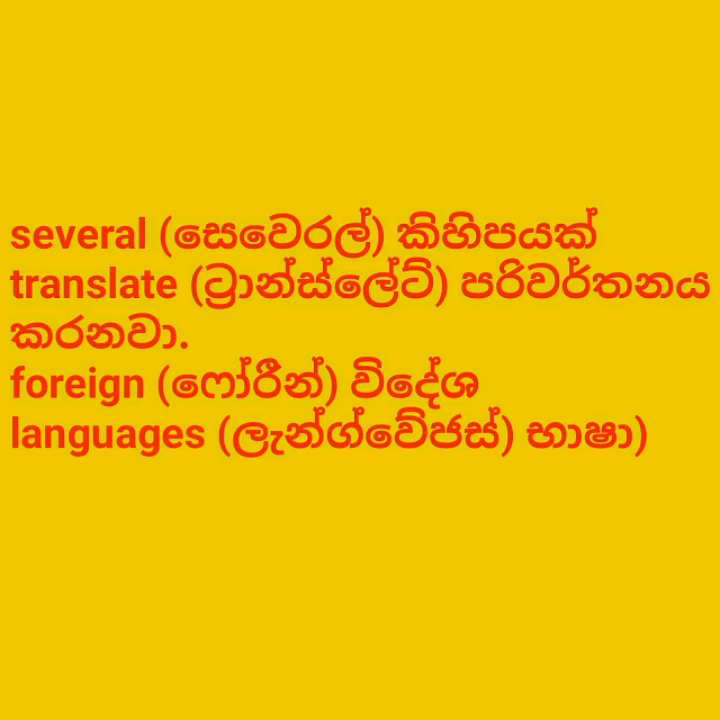 several (සෙවෙරල්) කිහිපයක්
translate (ට්‍රාන්ස්ලේට්) පරිවර්තනය
කරනවා.
foreign (ෆෝරීන්) විදේශ
languages (ලැන්ග්වේජස්) භාෂා)